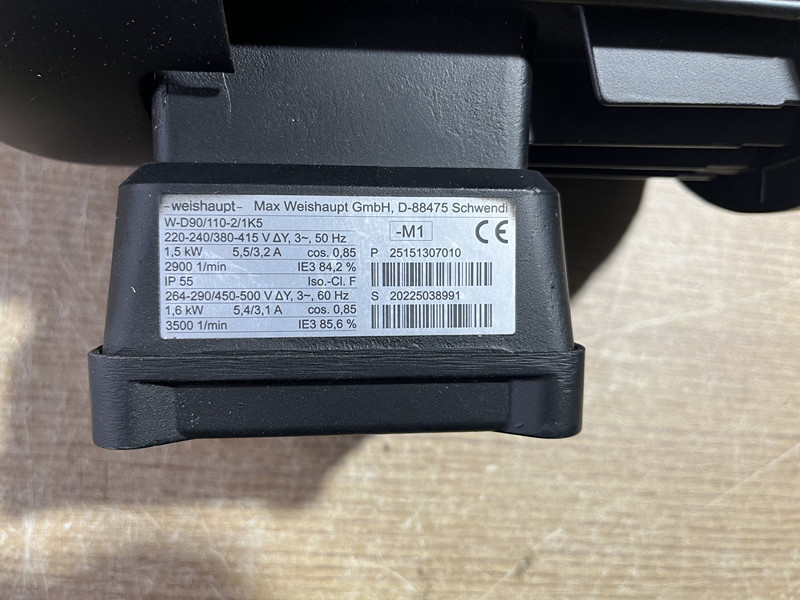 -weishaupt- Max Weishaupt GmbH, D-88475 Schwendi
W-D90/110-2/1K5
-M1
CE
220-240/380-415 V ΔY, 3~, 50 Hz
1,5 kW 5,5/3,2 A cos. 0,85
P 25151307010
2900 1/min IE3 84,2 %
IP 55 Iso.-Cl. F
264-290/450-500 V ΔY, 3~, 60 Hz
S 20225038991
1,6 kW 5,4/3,1 A cos. 0,85
3500 1/min IE3 85,6 %